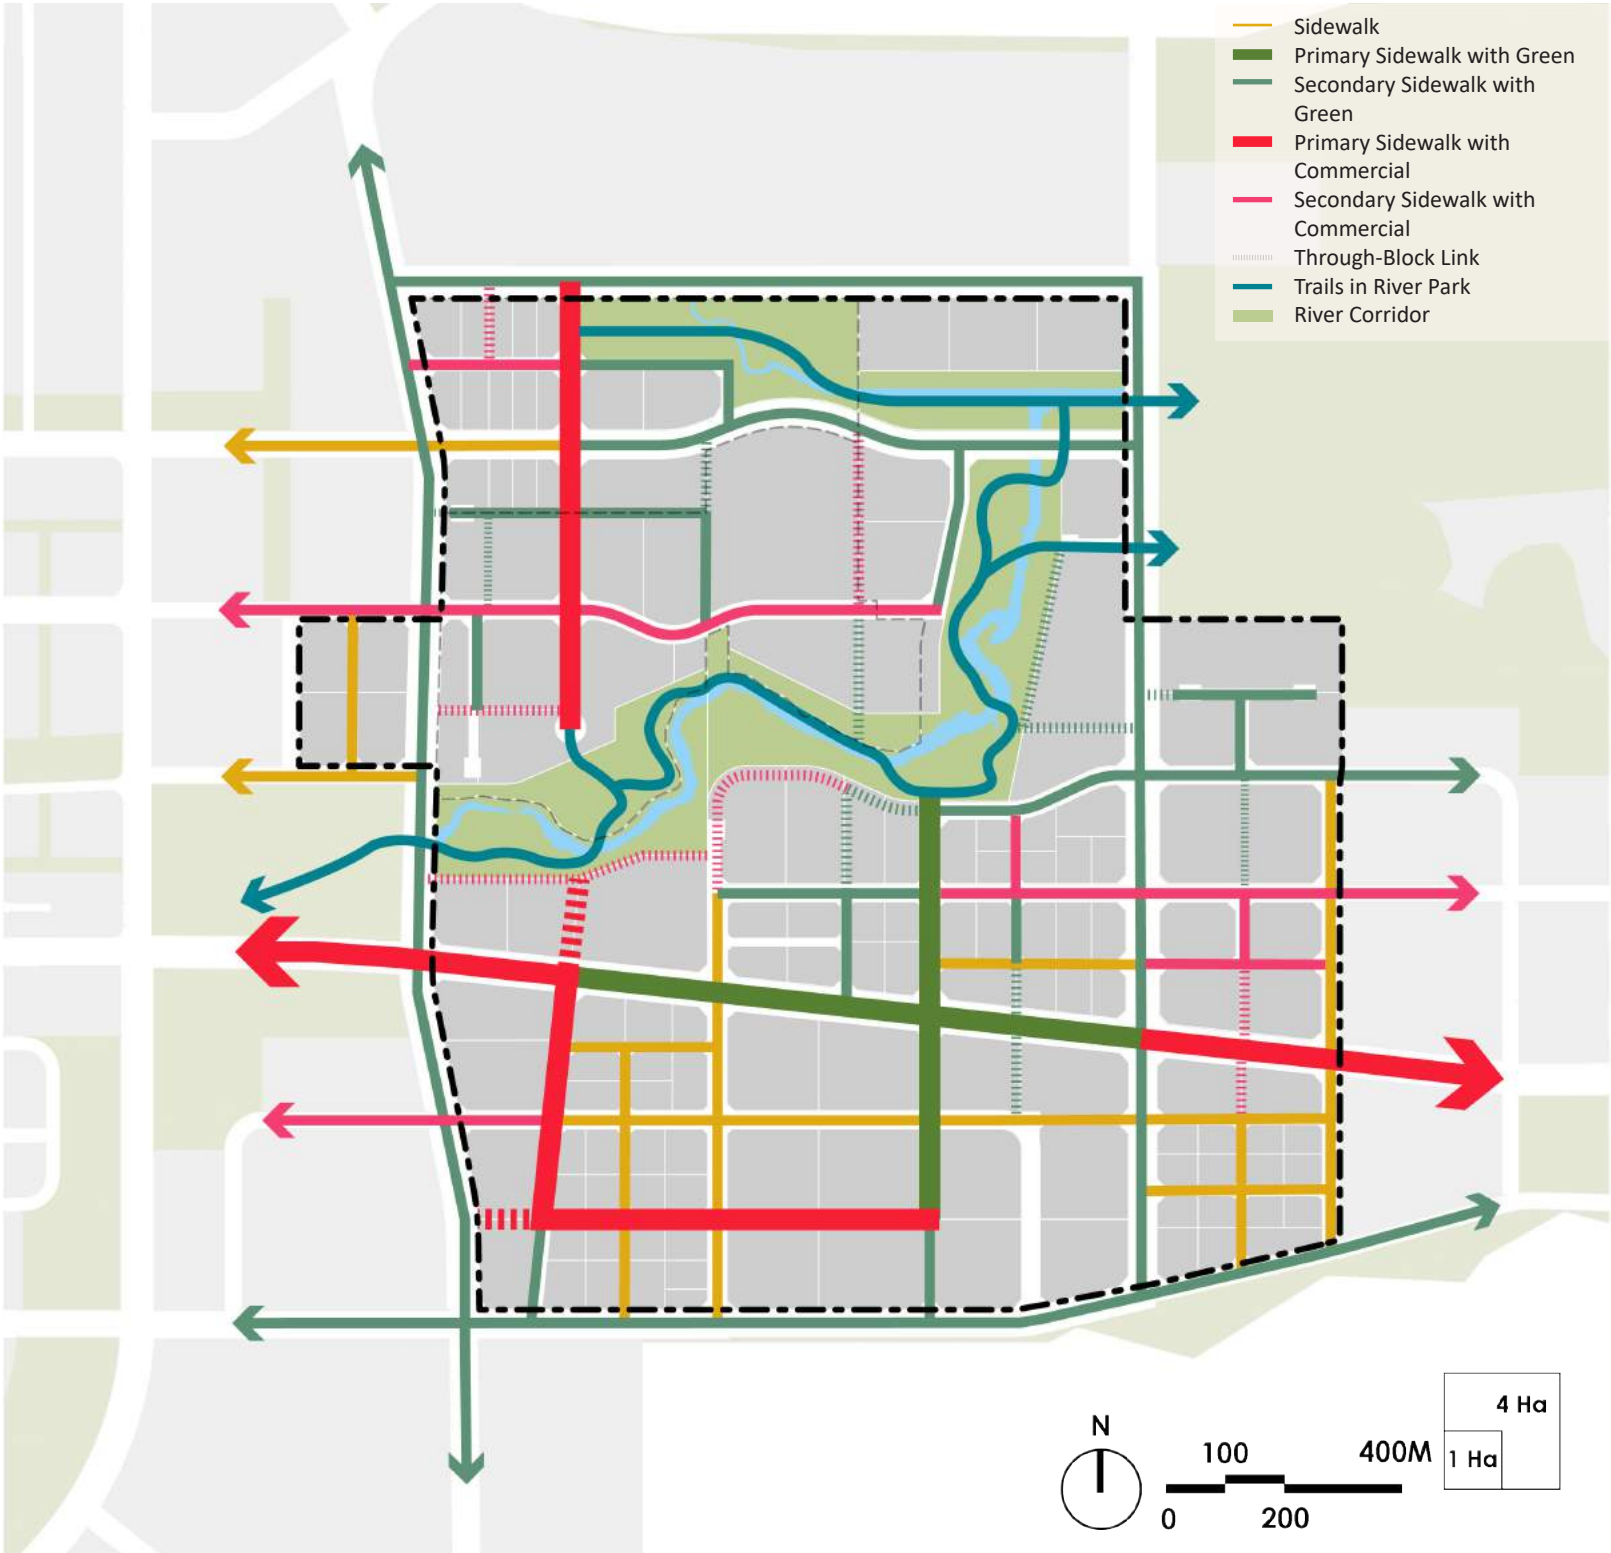 Sidewalk
Primary Sidewalk with Green
Secondary Sidewalk with
Green
Primary Sidewalk with
Commercial
Secondary Sidewalk with
Commercial
Through-Block Link
Trails in River Park
River Corridor
4 Ha
1 Ha
N
100
400M
0
200